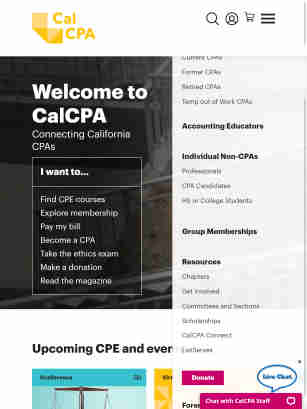 Cal
CPA
Current CPAs
Former CPAs
Retired CPAs
Temp out of Work CPAs
Accounting Educators
Individual Non-CPAs
Professionals
CPA Candidates
HS or College Students
Group Memberships
Resources
Chapters
Get Involved
Committees and Sections
Scholarships
CalCPA Connect
ListServes
Donate
Welcome to
CalCPA
Connecting California
CPAs
I want to...
Find CPE courses
Explore membership
Pay my bill
Become a CPA
Take the ethics exam
Make a donation
Read the magazine
Upcoming CPE and even
Conference
Live Chat
Chat with CalCPA Staff